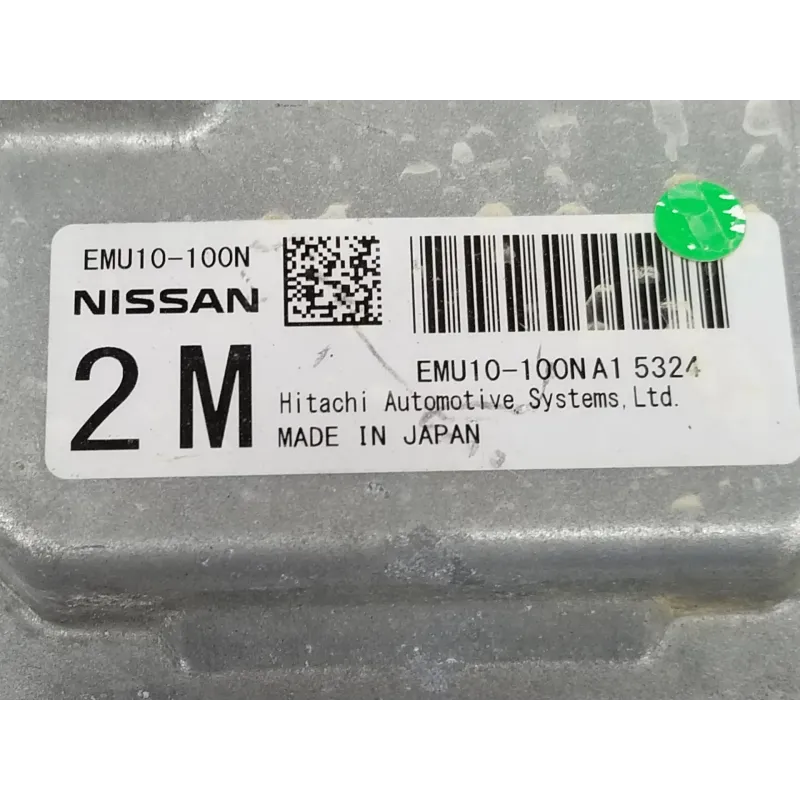 EMU10-100N
NISSAN
2 M
EMU10-100NA1 5324
Hitachi Automotive Systems, Ltd.
MADE IN JAPAN